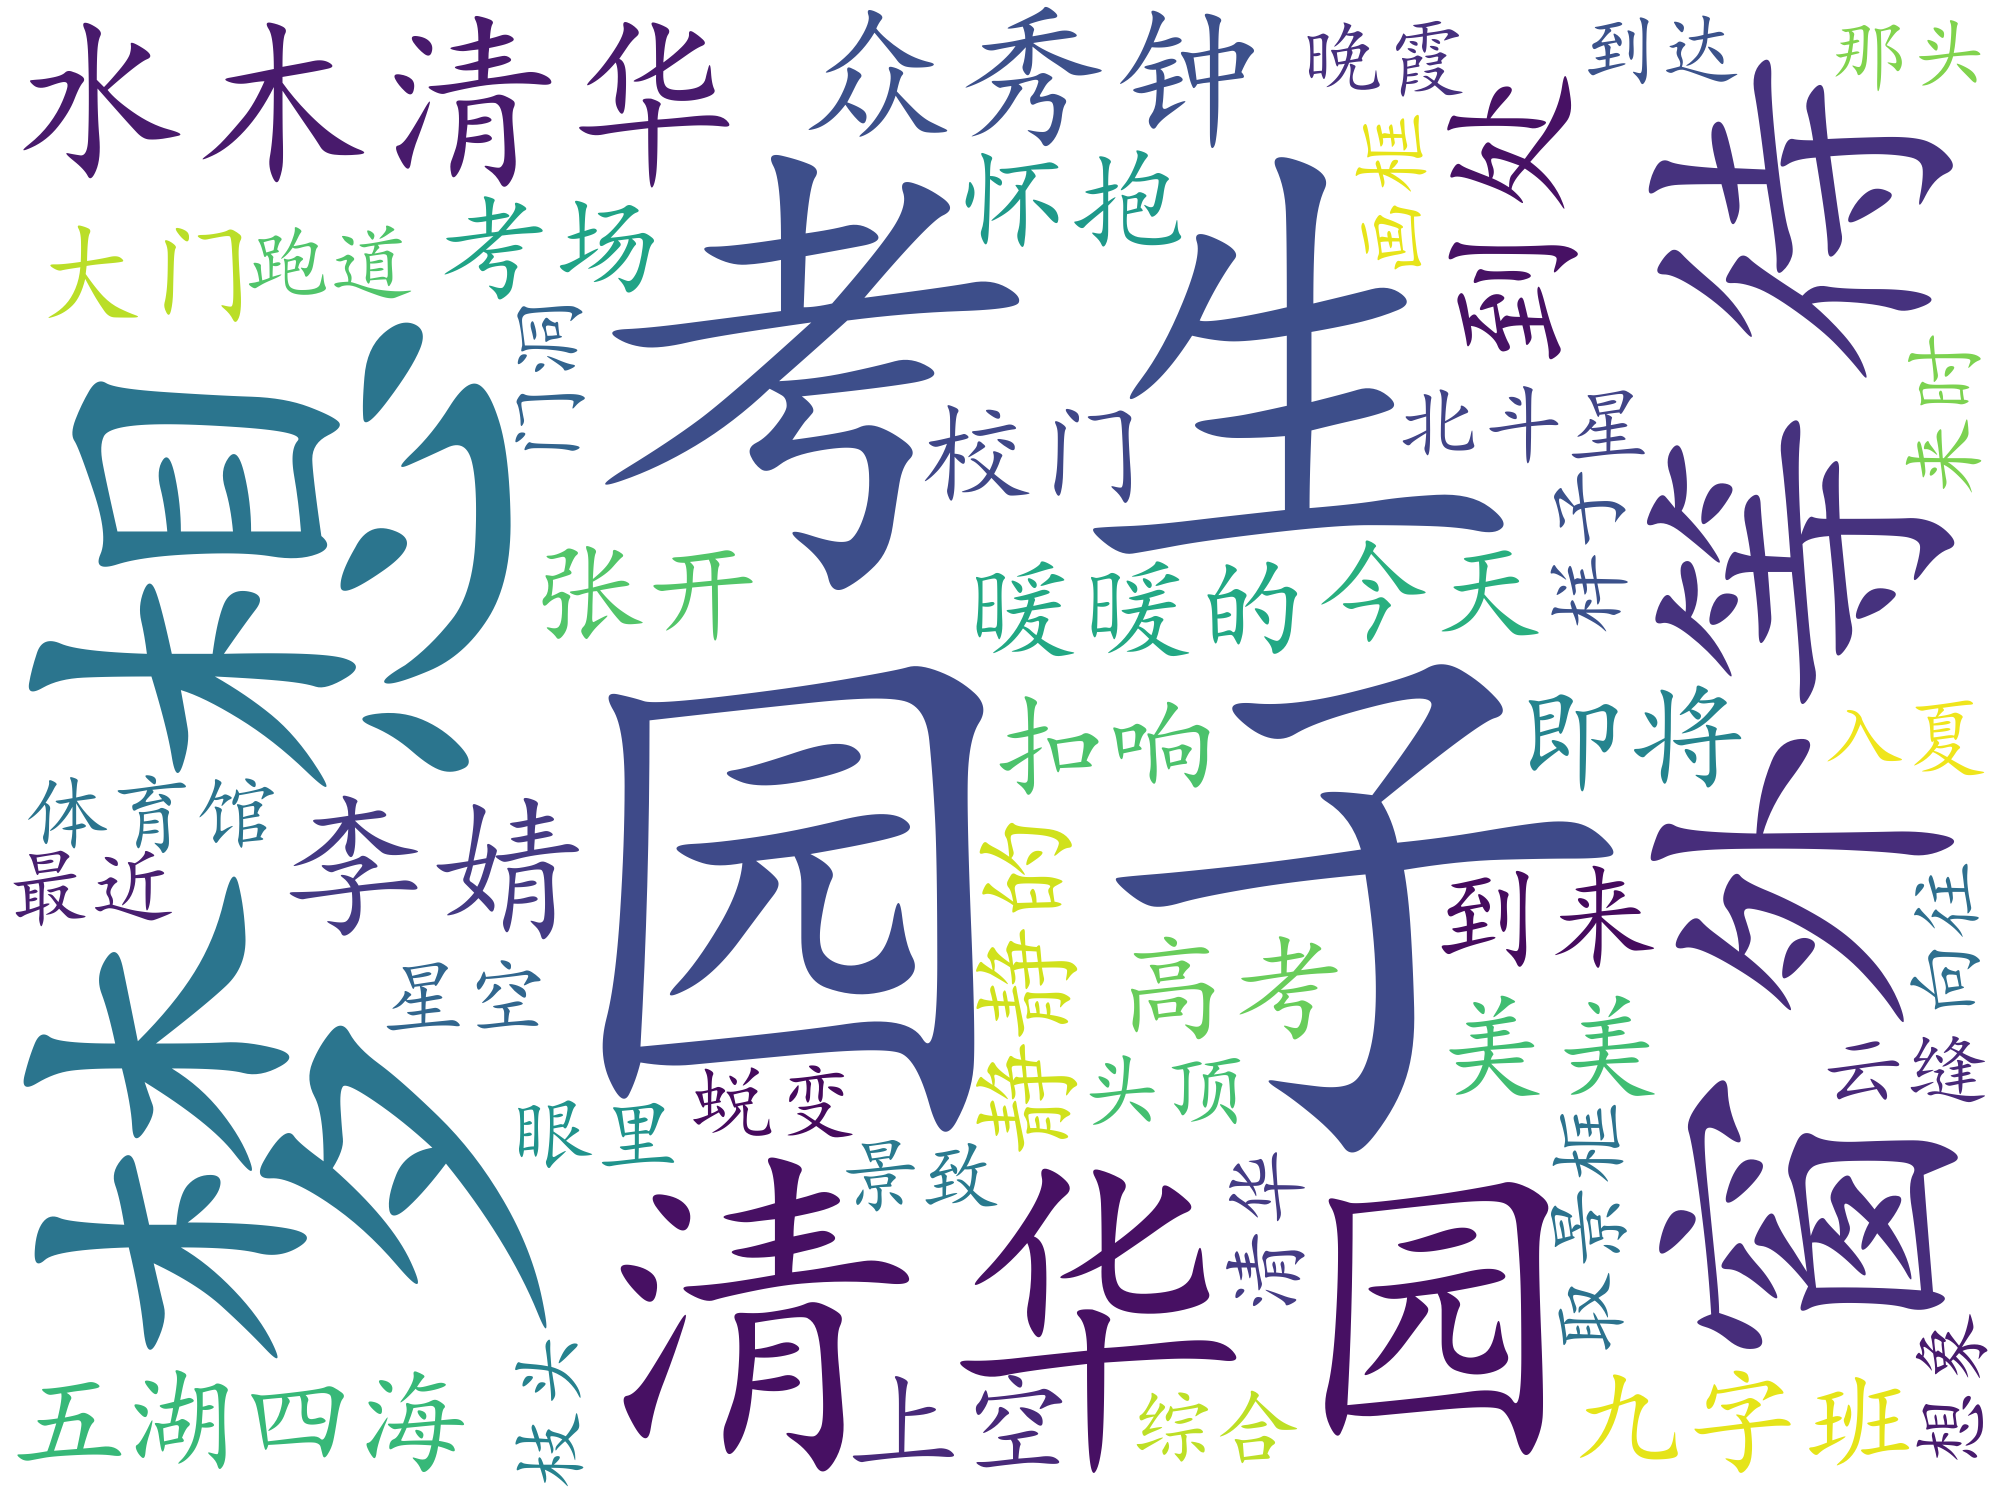 水木清华
众秀钟
晚霞
到达
那头
大门
跑道
考场
怀抱
画框
到处
等待
考生
门洞
校门
北斗星
来时
梦想
张开
暖暖的
今天
样子
园子
扣响
即将
入夏
体育馆
最近
李婧
静静的
到来
窗外
向往
星空
高考
美美
云缝
林
眼里
蜕变
头顶
景致
取景框
清华园
清华
想象
五湖四海
枝头
上空
综合
九字班